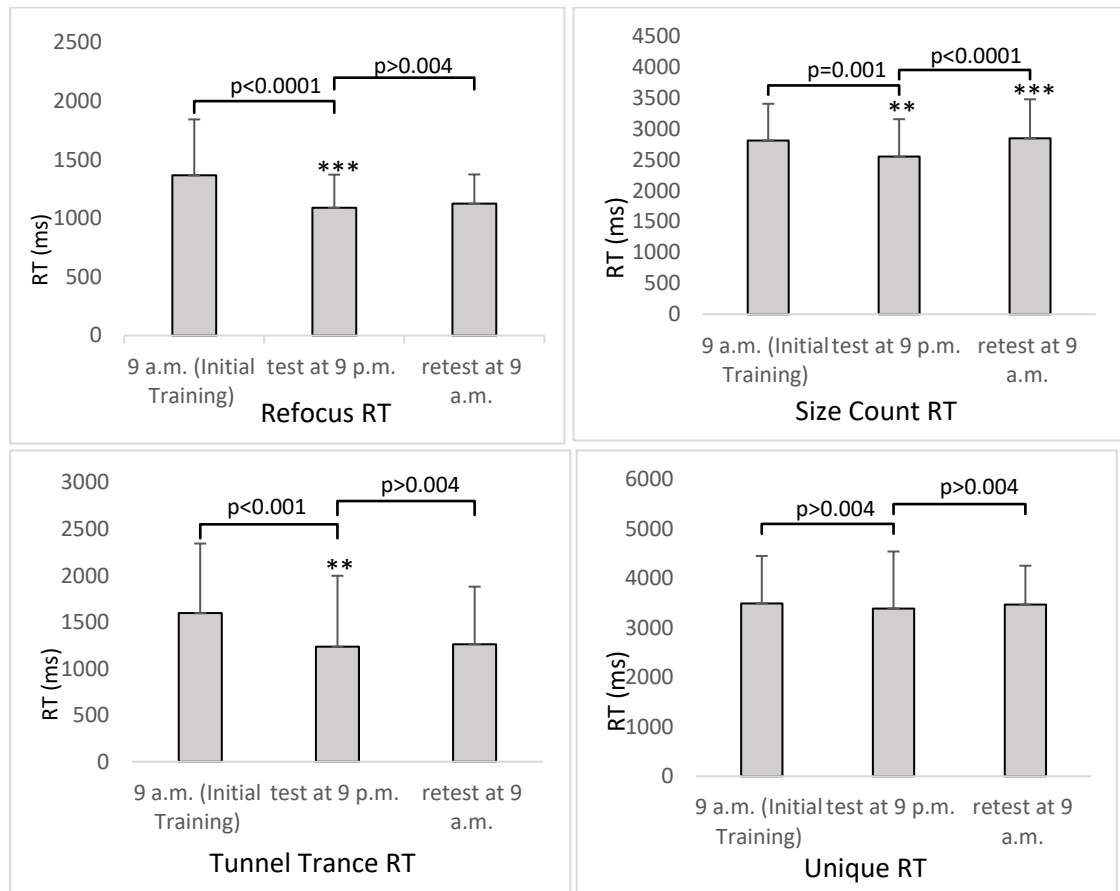 2500
2000
1500
1000
500
0
RT (ms)
p<0.0001
p>0.004
***
9 a.m. (Initial Training)
test at 9 p.m.
retest at 9 a.m.
Refocus RT
4500
4000
3500
3000
2500
2000
1500
1000
500
0
RT (ms)
p=0.001
p<0.0001
**
***
9 a.m. (Initial Training)
test at 9 p.m.
retest at 9 a.m.
Size Count RT
3000
2500
2000
1500
1000
500
0
RT (ms)
p<0.001
p>0.004
**
9 a.m. (Initial Training)
test at 9 p.m.
retest at 9 a.m.
Tunnel Trance RT
6000
5000
4000
3000
2000
1000
0
RT (ms)
p>0.004
p>0.004
9 a.m. (Initial Training)
test at 9 p.m.
retest at 9 a.m.
Unique RT